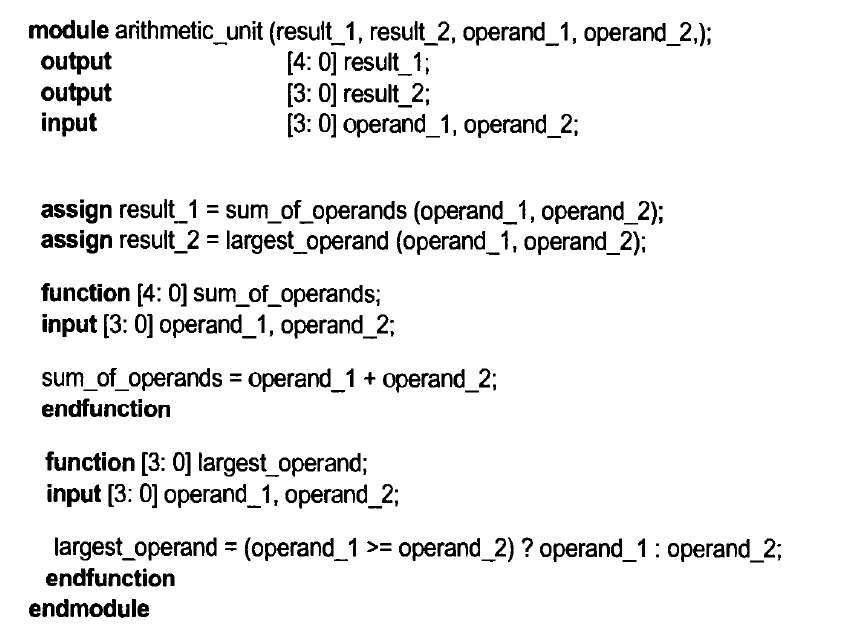 module arithmetic_unit (result_1, result_2, operand_1, operand_2,);
output [4: 0] result_1;
output [3: 0] result_2;
input [3: 0] operand_1, operand_2;
assign result_1 = sum_of_operands (operand_1, operand_2);
assign result_2 = largest_operand (operand_1, operand_2);
function [4: 0] sum_of_operands;
input [3: 0] operand_1, operand_2;
sum_of_operands = operand_1 + operand_2;
endfunction
function [3: 0] largest_operand;
input [3: 0] operand_1, operand_2;
largest_operand = (operand_1 >= operand_2) ? operand_1 : operand_2;
endfunction
endmodule